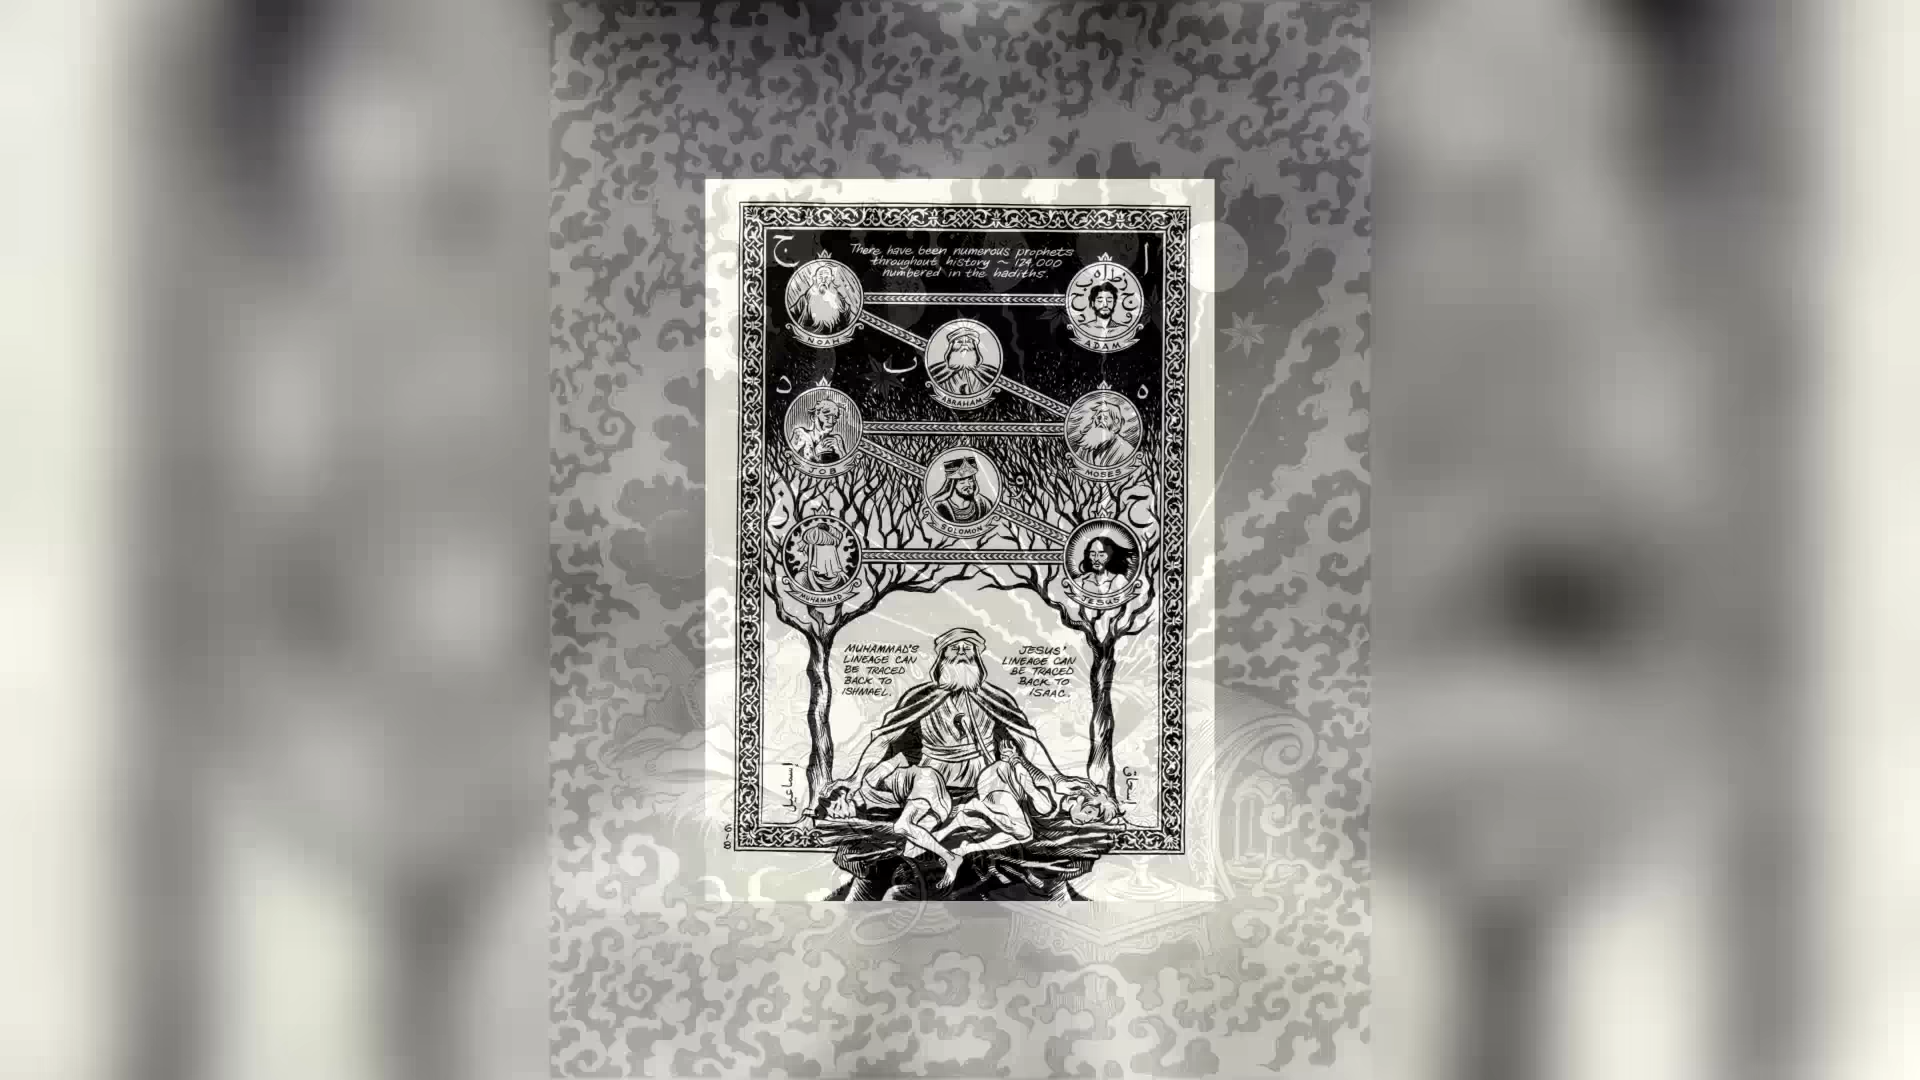 There have been numerous prophets
throughout history ~ 124,000
numbered in the hadiths.
ج
ا
NOAH
ADAM
ب
ABRAHAM
د
ه
JOB
MOSES
و
SOLOMON
ز
ح
MUHAMMAD
JESUS
MUHAMMAD'S
LINEAGE CAN
BE TRACED
BACK TO
ISHMAEL.
JESUS'
LINEAGE CAN
BE TRACED
BACK TO
ISAAC.
اسماعيل
اسحاق
618